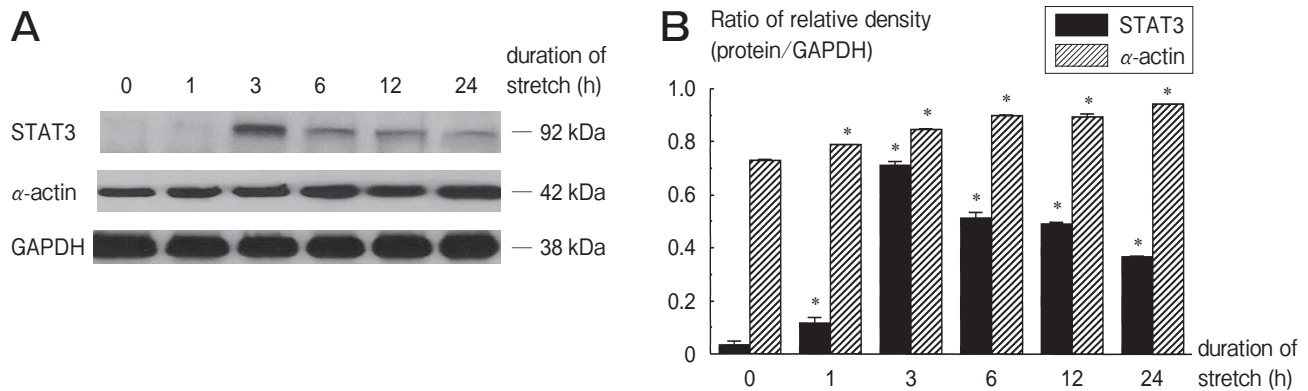 A
duration of
stretch (h)
0 1 3 6 12 24
STAT3 — 92 kDa
α-actin — 42 kDa
GAPDH — 38 kDa
B
Ratio of relative density
(protein/GAPDH)
STAT3
α-actin
1.0
0.8
0.6
0.4
0.2
0
* * * * * * * * * *
0 1 3 6 12 24
duration of
stretch (h)